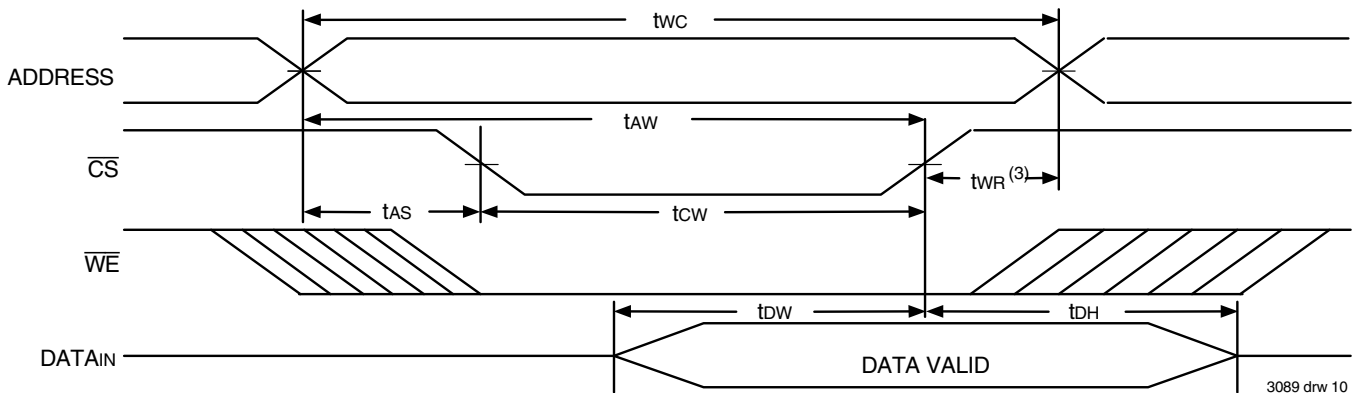 tWC
ADDRESS
tAW
CS
tWR (3)
tAS
tCW
WE
tDW
tDH
DATAIN
DATA VALID
3089 drw 10